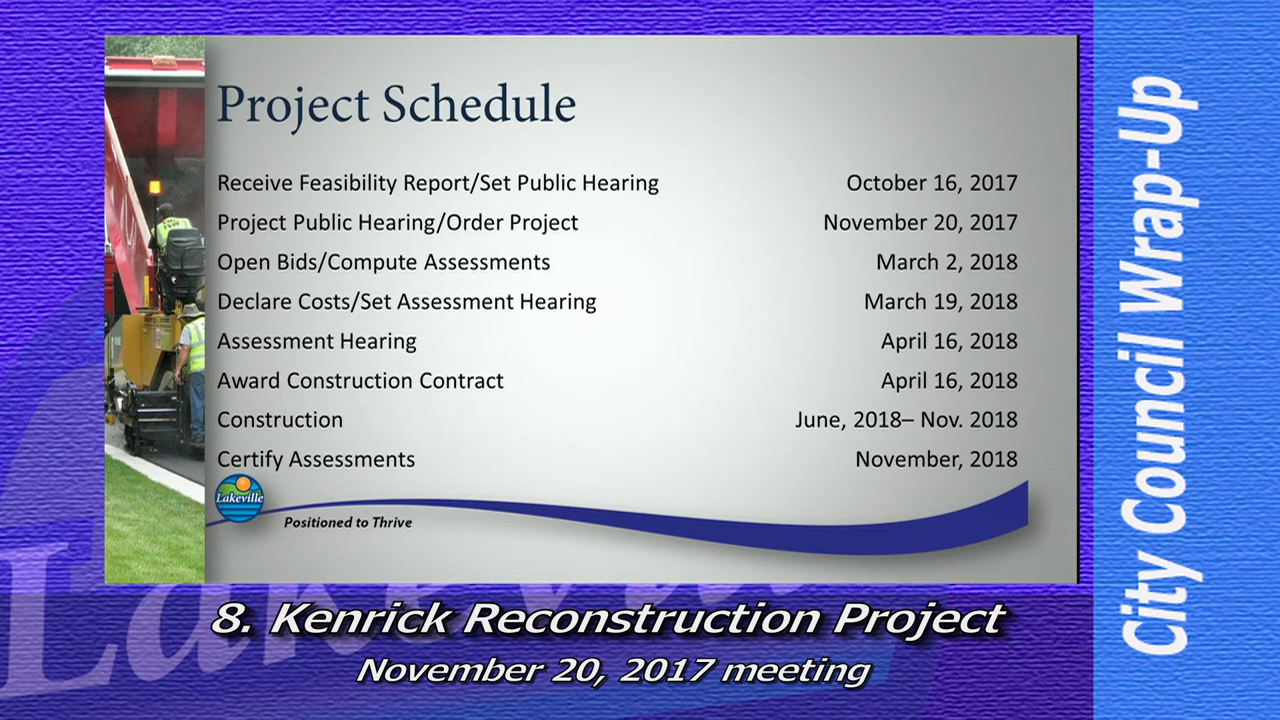 Project Schedule
Receive Feasibility Report/Set Public Hearing October 16, 2017
Project Public Hearing/Order Project November 20, 2017
Open Bids/Compute Assessments March 2, 2018
Declare Costs/Set Assessment Hearing March 19, 2018
Assessment Hearing April 16, 2018
Award Construction Contract April 16, 2018
Construction June, 2018– Nov. 2018
Certify Assessments November, 2018
Lakeville
Positioned to Thrive
8. Kenrick Reconstruction Project
November 20, 2017 meeting
City Council Wrap-Up